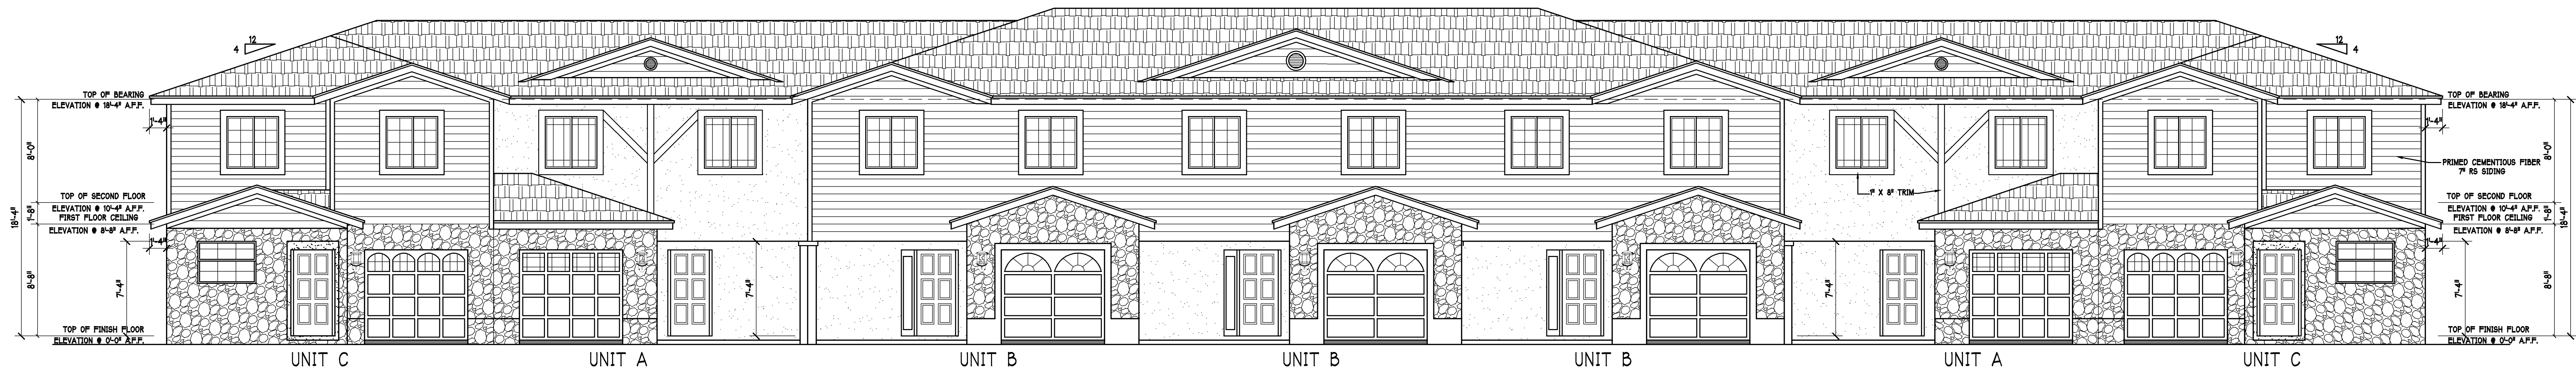 12
4
TOP OF BEARING
ELEVATION @ 18'-4" A.F.F.
1'-4"
8'-0"
18'-4"
TOP OF SECOND FLOOR
ELEVATION @ 10'-4" A.F.F.
1'-8"
FIRST FLOOR CEILING
ELEVATION @ 8'-8" A.F.F.
1'-4"
8'-8"
7'-4"
TOP OF FINISH FLOOR
ELEVATION @ 0'-0" A.F.F.
7'-4"
1" X 8" TRIM
7'-4"
12
4
TOP OF BEARING
ELEVATION @ 18'-4" A.F.F.
1'-4"
8'-0"
PRIMED CEMENTIOUS FIBER
7" RS SIDING
TOP OF SECOND FLOOR
ELEVATION @ 10'-4" A.F.F.
1'-8"
18'-4"
FIRST FLOOR CEILING
ELEVATION @ 8'-8" A.F.F.
1'-4"
7'-4"
8'-8"
TOP OF FINISH FLOOR
ELEVATION @ 0'-0" A.F.F.
UNIT C
UNIT A
UNIT B
UNIT B
UNIT B
UNIT A
UNIT C